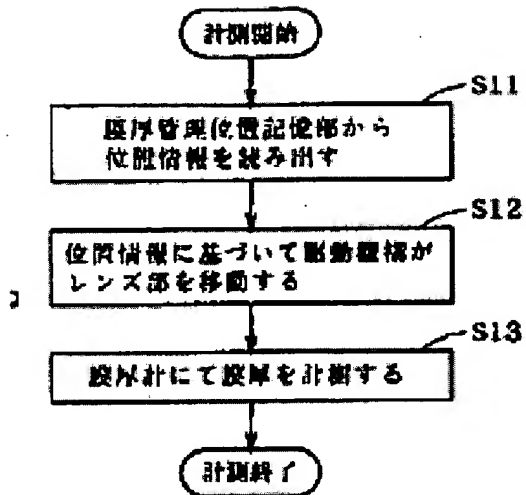 計測開始
S11
膜厚管理位置記憶部から
位置情報を読み出す
S12
位置情報に基づいて駆動機構が
レンズ部を移動する
S13
膜厚計にて膜厚を計測する
計測終了